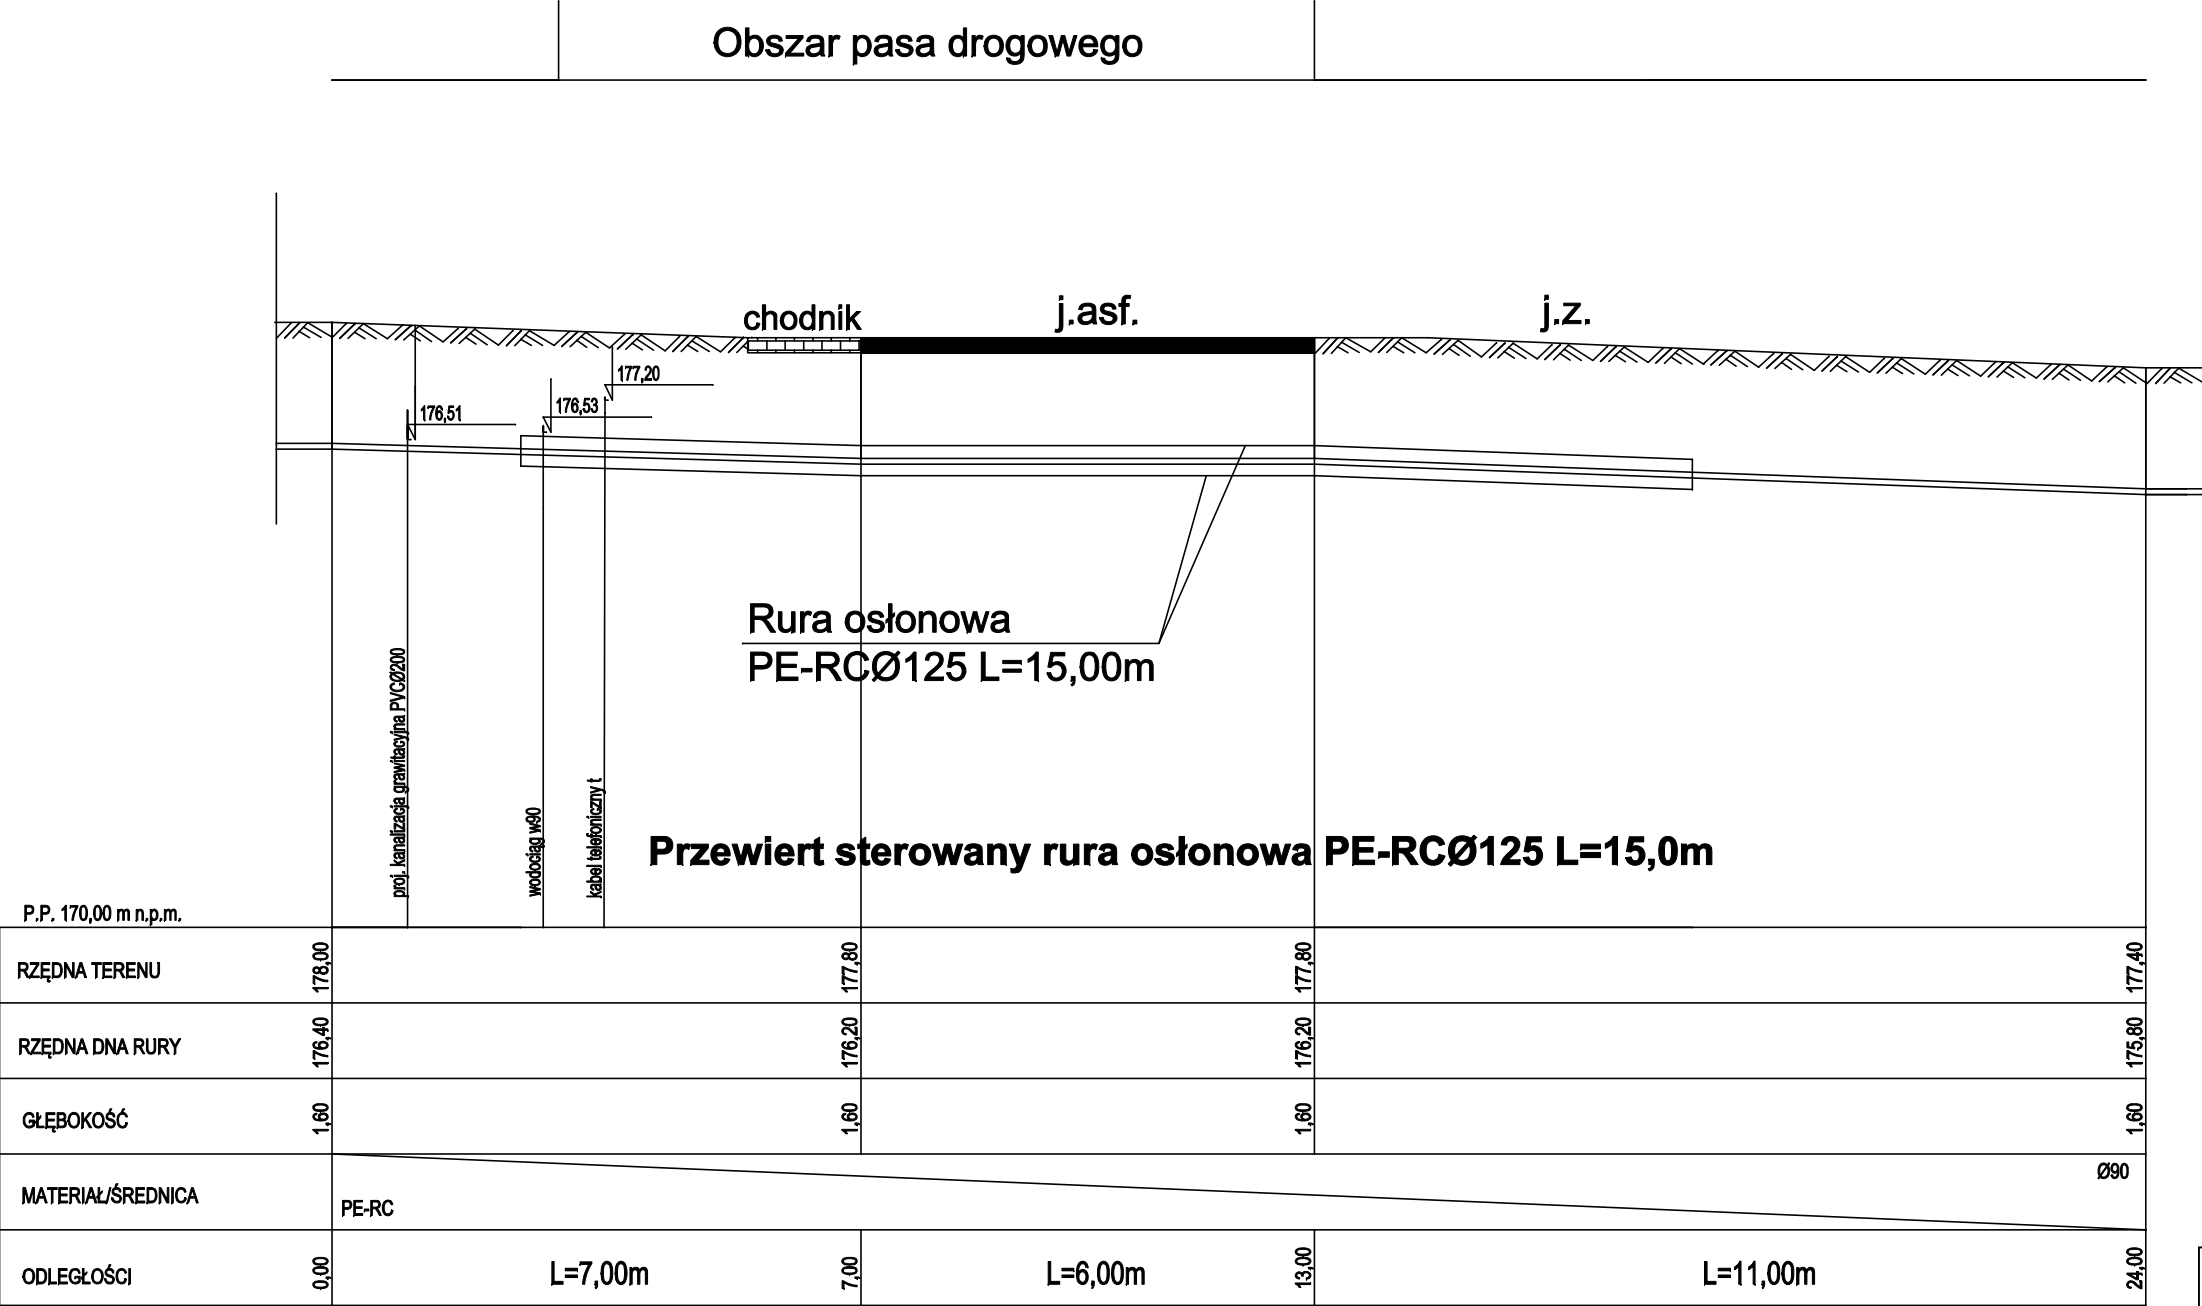 Obszar pasa drogowego
chodnik
j.asf.
j.z.
177,20
176,53
176,51
Rura osłonowa
PE-RCØ125 L=15,00m
proj. kanalizacja grawitacyjna PVCØ200
wodociąg w90
kabel telefoniczny t
Przewiert sterowany rura osłonowa PE-RCØ125 L=15,0m
P.P. 170,00 m n.p.m.
RZĘDNA TERENU 178,00 177,80 177,80 177,40
RZĘDNA DNA RURY 176,40 176,20 176,20 175,80
GŁĘBOKOŚĆ 1,60 1,60 1,60 1,60
MATERIAŁ/ŚREDNICA PE-RC Ø90
ODLEGŁOŚCI 0,00 L=7,00m 7,00 L=6,00m 13,00 L=11,00m 24,00